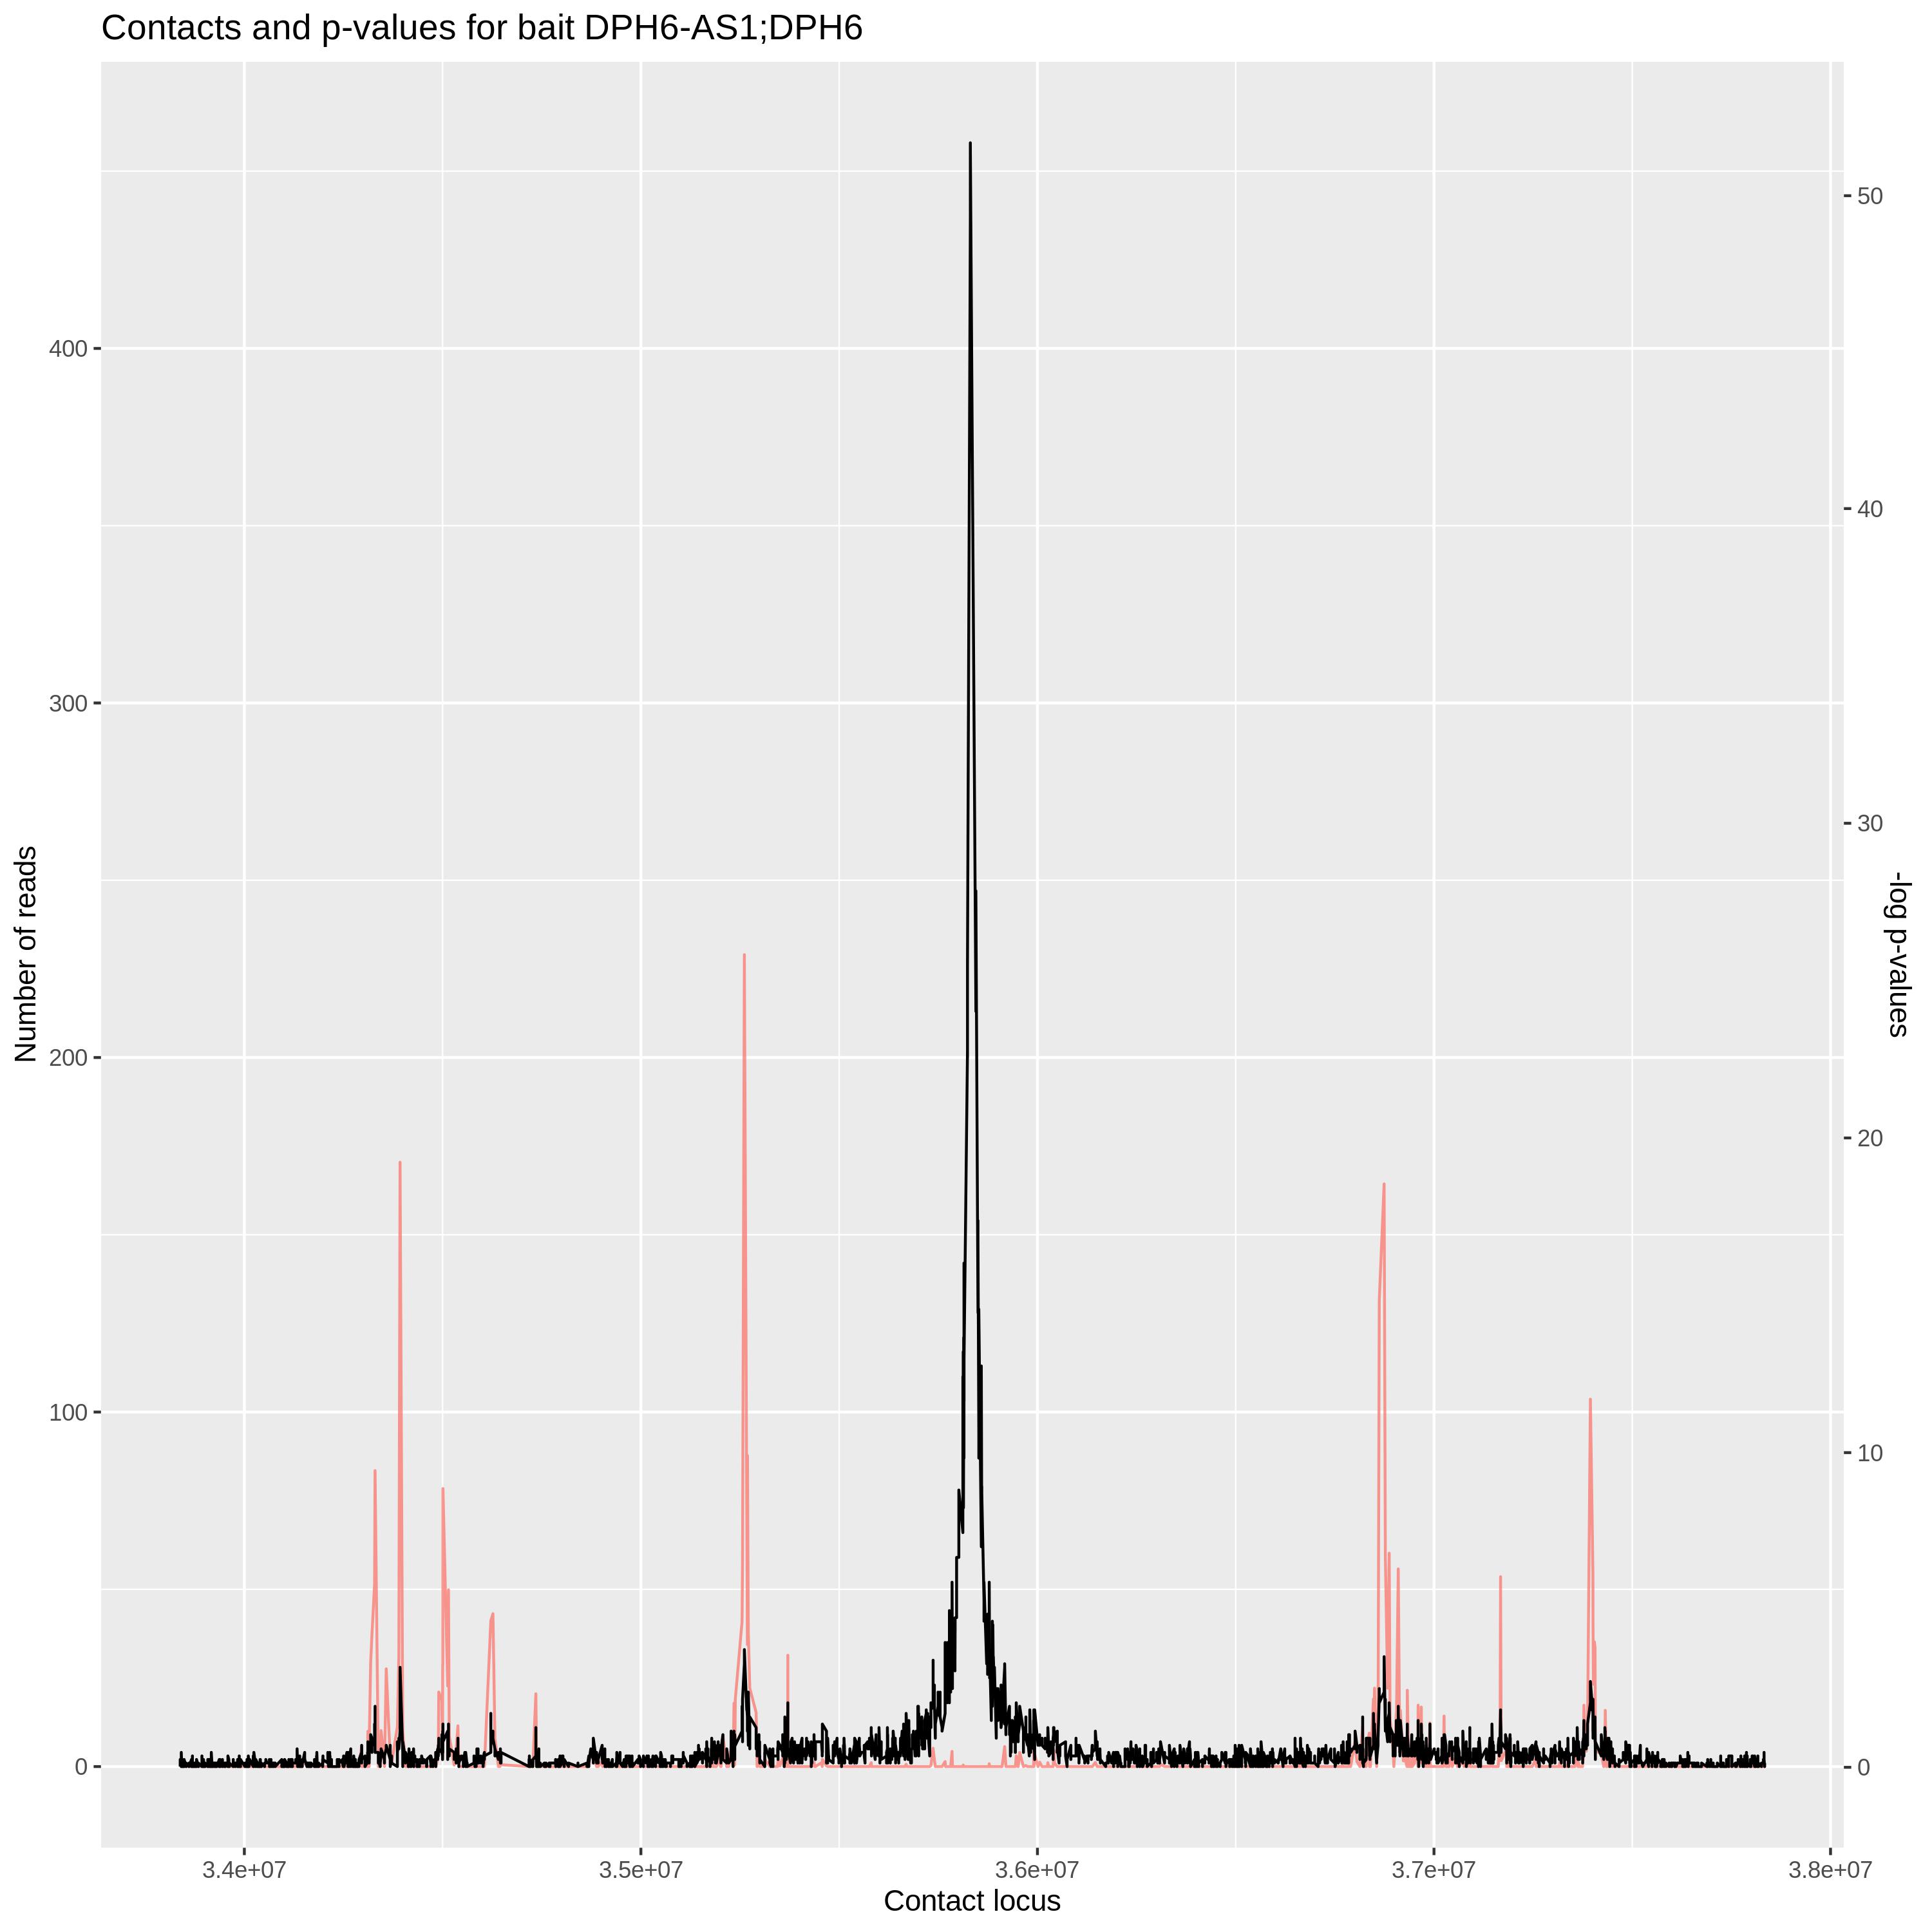 Contacts and p-values for bait DPH6-AS1;DPH6
Number of reads
400
300
200
100
0
50
40
30
20
10
0
-log p-values
3.4e+07 3.5e+07 3.6e+07 3.7e+07 3.8e+07
Contact locus